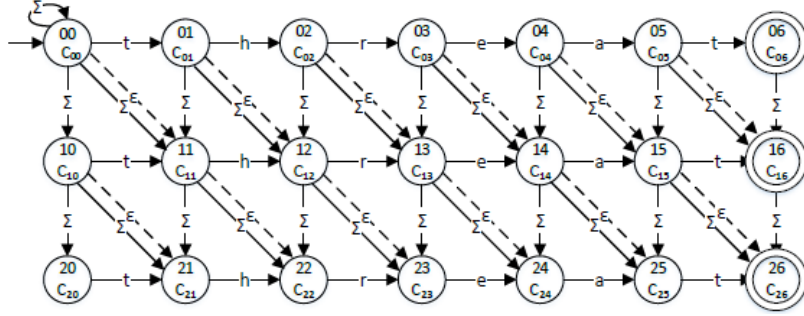 Σ
00 t 01 h 02 r 03 e 04 a 05 t 06
C₀₀ C₀₁ C₀₂ C₀₃ C₀₄ C₀₅ C₀₆
ε ε ε ε ε ε
Σ Σ Σ Σ Σ Σ Σ Σ Σ Σ Σ Σ Σ
10 t 11 h 12 r 13 e 14 a 15 t 16
C₁₀ C₁₁ C₁₂ C₁₃ C₁₄ C₁₅ C₁₆
ε ε ε ε ε ε
Σ Σ Σ Σ Σ Σ Σ Σ Σ Σ Σ Σ Σ
20 t 21 h 22 r 23 e 24 a 25 t 26
C₂₀ C₂₁ C₂₂ C₂₃ C₂₄ C₂₅ C₂₆